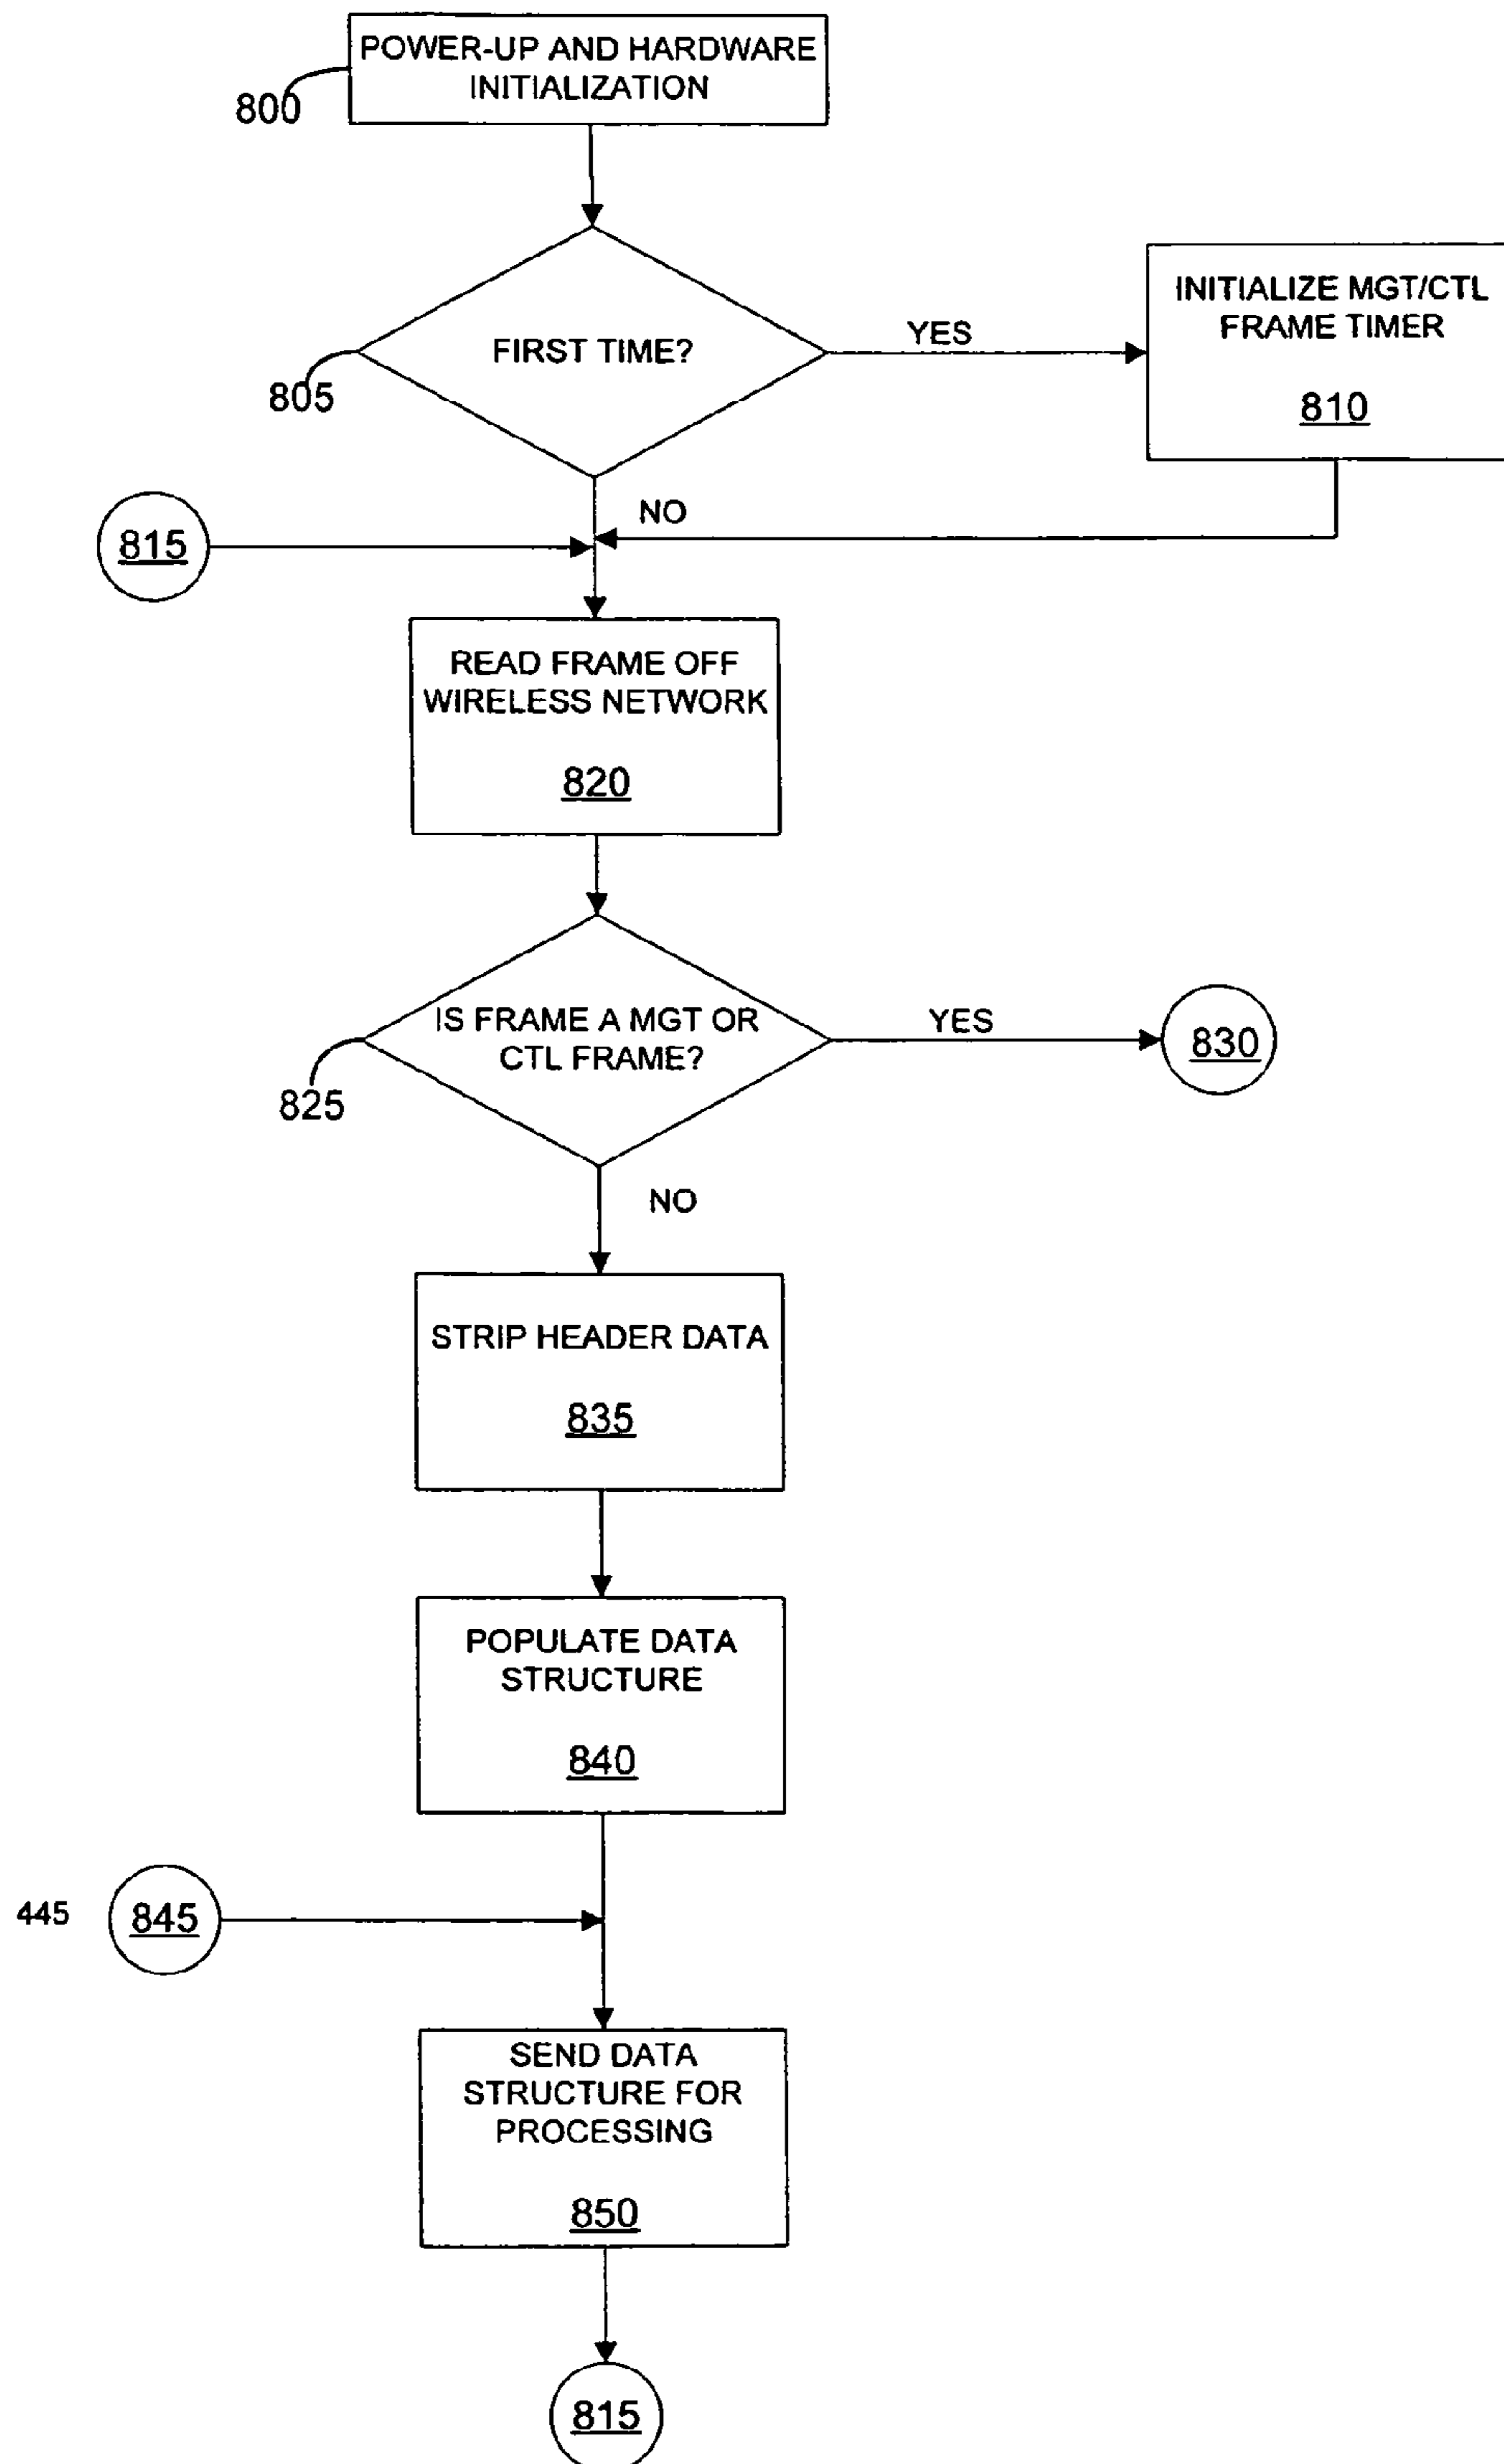 POWER-UP AND HARDWARE
INITIALIZATION
800
FIRST TIME?
805
YES
INITIALIZE MGT/CTL
FRAME TIMER
810
NO
815
READ FRAME OFF
WIRELESS NETWORK
820
IS FRAME A MGT OR
CTL FRAME?
825
YES
830
NO
STRIP HEADER DATA
835
POPULATE DATA
STRUCTURE
840
445
845
SEND DATA
STRUCTURE FOR
PROCESSING
850
815